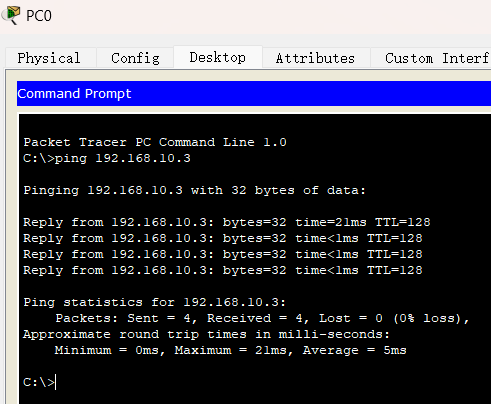 PC0
Physical Config Desktop Attributes Custom Interf
Command Prompt
Packet Tracer PC Command Line 1.0
C:\>ping 192.168.10.3
Pinging 192.168.10.3 with 32 bytes of data:
Reply from 192.168.10.3: bytes=32 time=21ms TTL=128
Reply from 192.168.10.3: bytes=32 time<1ms TTL=128
Reply from 192.168.10.3: bytes=32 time<1ms TTL=128
Reply from 192.168.10.3: bytes=32 time<1ms TTL=128
Ping statistics for 192.168.10.3:
Packets: Sent = 4, Received = 4, Lost = 0 (0% loss),
Approximate round trip times in milli-seconds:
Minimum = 0ms, Maximum = 21ms, Average = 5ms
C:\>